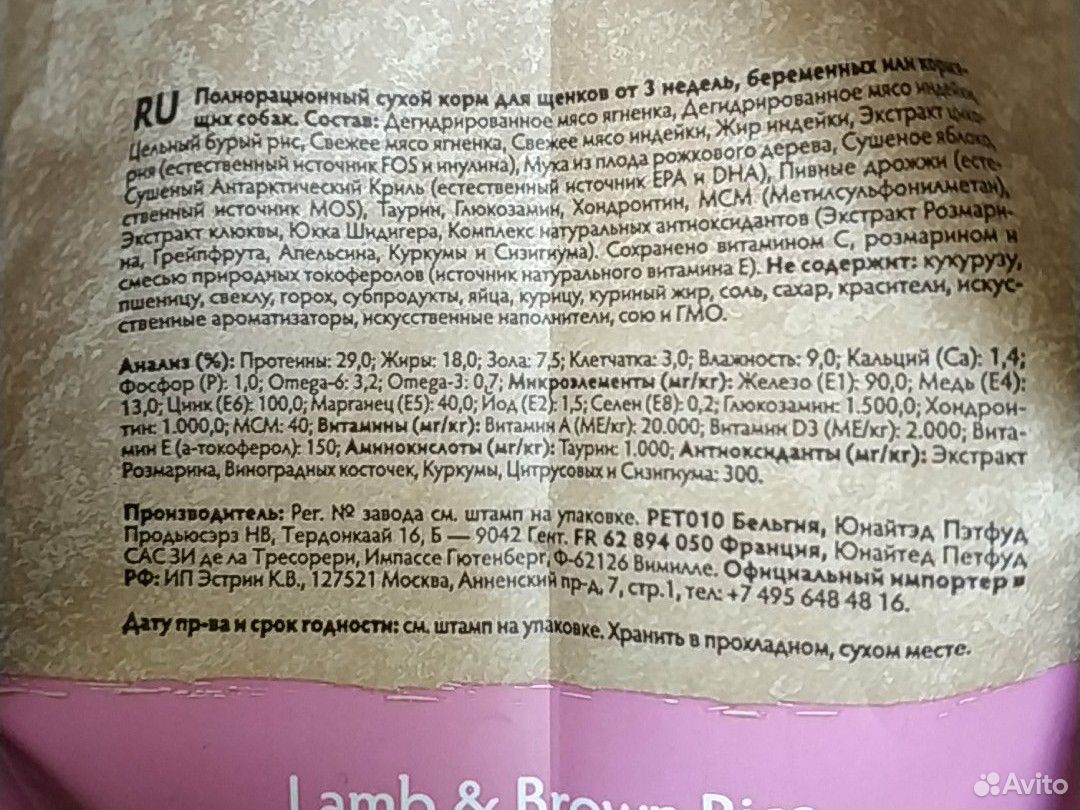 RU Полнорационный сухой корм для щенков от 3 недель, беременных или кормя-
щих собак. Состав: Дегидрированное мясо ягненка, Дегидрированное мясо индейки,
Цельный бурый рис, Свежее мясо ягненка, Свежее мясо индейки, Жир индейки, Экстракт цико-
рия (естественный источник FOS и инулина), Мука из плода рожкового дерева, Сушеное яблоко,
Сушеный Антарктический Криль (естественный источник EPA и DHA), Пивные дрожжи (есте-
ственный источник MOS), Таурин, Глюкозамин, Хондроитин, МСМ (Метилсульфонилметан),
Экстракт клюквы, Юкка Шидигера, Комплекс натуральных антиоксидантов (Экстракт Розмари-
на, Грейпфрута, Апельсина, Куркумы и Сизигиума). Сохранено витамином С, розмарином и
смесью природных токоферолов (источник натурального витамина Е). Не содержит: кукурузу,
пшеницу, свеклу, горох, субпродукты, яйца, курицу, куриный жир, соль, сахар, красители, искус-
ственные ароматизаторы, искусственные наполнители, сою и ГМО.
Анализ (%): Протеины: 29,0; Жиры: 18,0; Зола: 7,5; Клетчатка: 3,0; Влажность: 9,0; Кальций (Ca): 1,4;
Фосфор (P): 1,0; Omega-6: 3,2; Omega-3: 0,7; Микроэлементы (мг/кг): Железо (E1): 90,0; Медь (E4):
13,0; Цинк (E6): 100,0; Марганец (E5): 40,0; Йод (E2): 1,5; Селен (E8): 0,2; Глюкозамин: 1.500,0; Хондрои-
тин: 1.000,0; МСМ: 40; Витамины (мг/кг): Витамин А (МЕ/кг): 20.000; Витамин D3 (МЕ/кг): 2.000; Вита-
мин Е (а-токоферол): 150; Аминокислоты (мг/кг): Таурин: 1.000; Антиоксиданты (мг/кг): Экстракт
Розмарина, Виноградных косточек, Куркумы, Цитрусовых и Сизигиума: 300.
Производитель: Рег. № завода см. штамп на упаковке. PET010 Бельгия, Юнайтэд Пэтфуд
Продьюсэрз НВ, Тердонкаай 16, Б — 9042 Гент. FR 62 894 050 Франция, Юнайтед Петфуд
САС ЗИ де ла Тресорери, Импассе Гютенберг, Ф-62126 Вимилле. Официальный импортер в
РФ: ИП Эстрин К.В., 127521 Москва, Анненский пр-д, 7, стр.1, тел: +7 495 648 48 16.
Дату пр-ва и срок годности: см. штамп на упаковке. Хранить в прохладном, сухом месте.
Lamb & Brown Rice
Avito